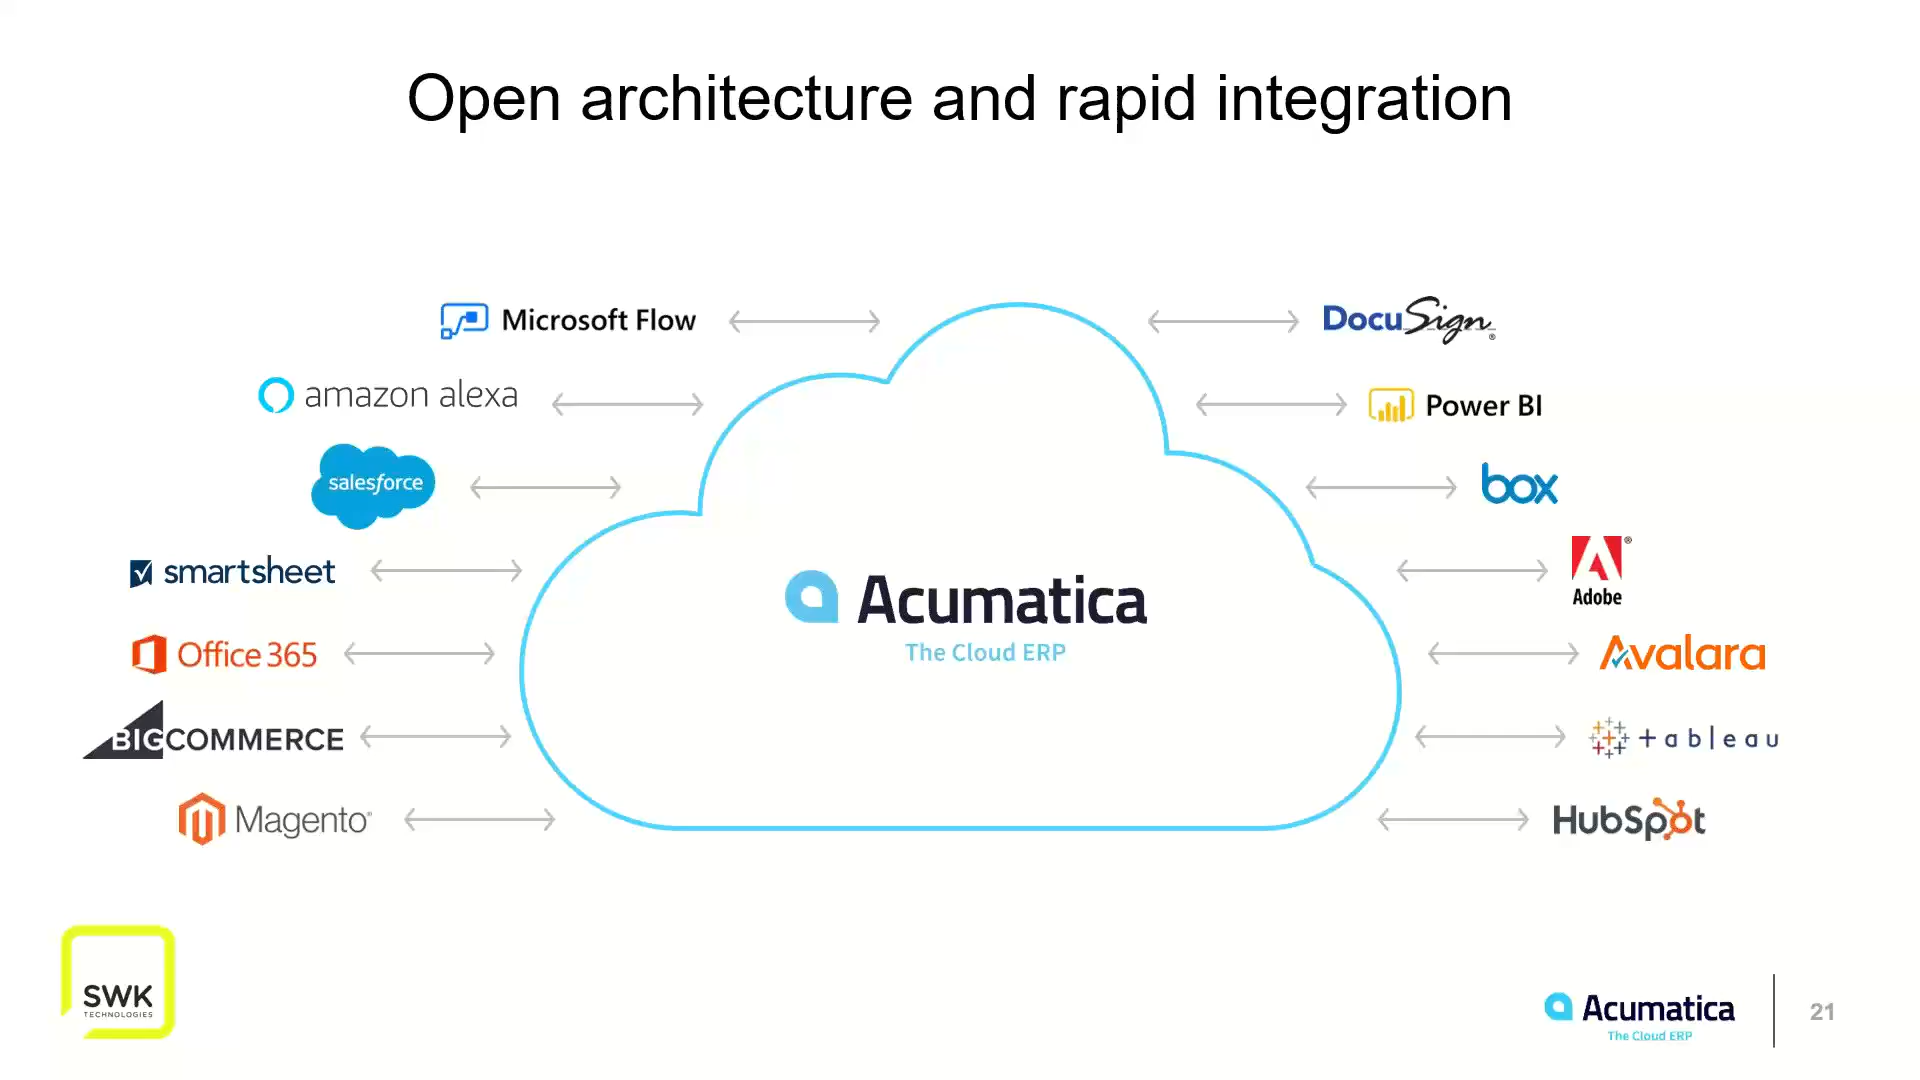 Open architecture and rapid integration
Microsoft Flow
DocuSign®
amazon alexa
Power BI
salesforce
box
smartsheet
Adobe®
Acumatica
The Cloud ERP
Office 365
Avalara
BIGCOMMERCE
tableau
Magento®
HubSpot
SWK
TECHNOLOGIES
Acumatica
The Cloud ERP
21